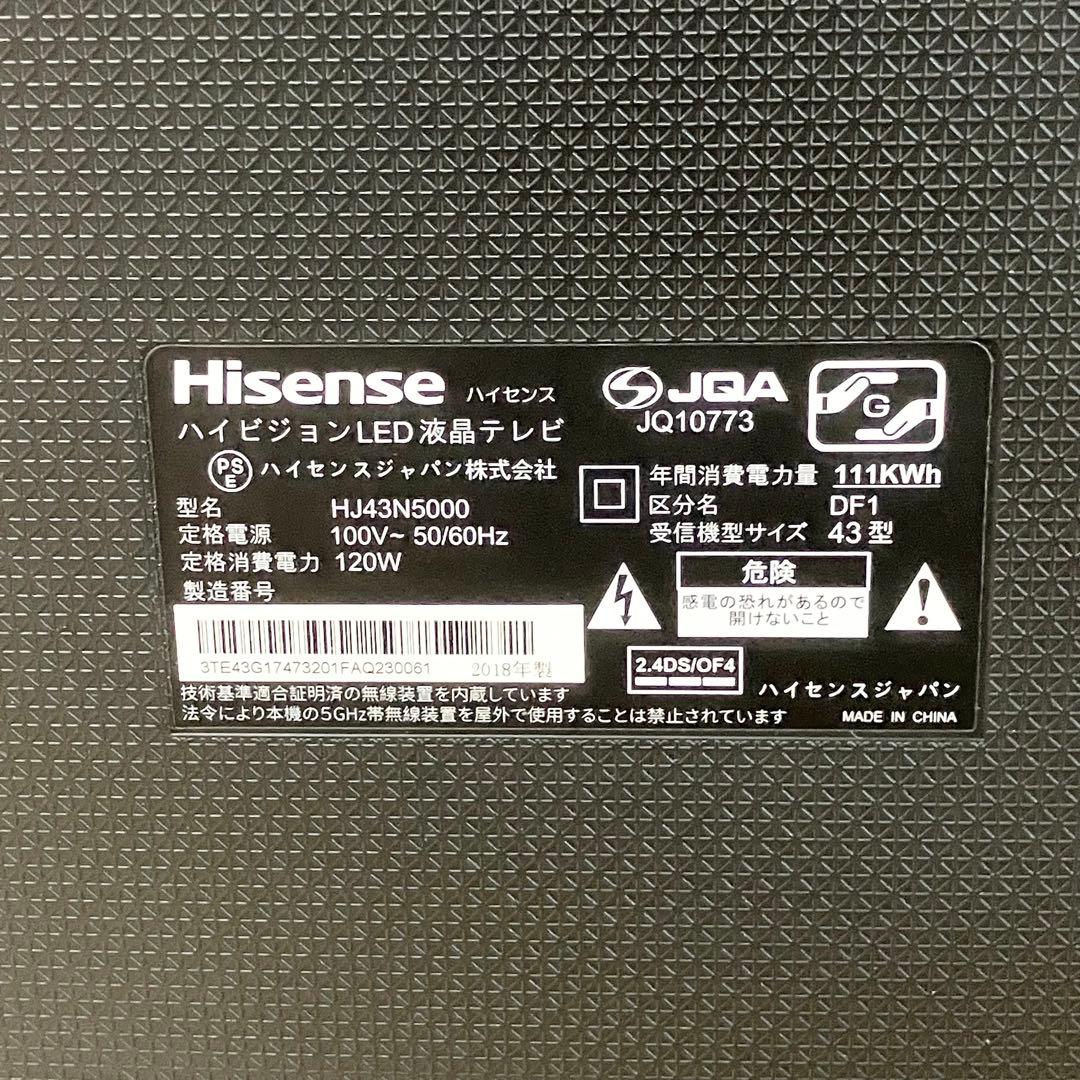 Hisense ハイセンス
ハイビジョンLED液晶テレビ
PSE ハイセンスジャパン株式会社
型名 HJ43N5000
定格電源 100V~ 50/60Hz
定格消費電力 120W
製造番号
3TE43G17473201FAQ230061 2018年製
技術基準適合証明済の無線装置を内蔵しています
法令により本機の5GHz帯無線装置を屋外で使用することは禁止されています
JQA
JQ10773
G
年間消費電力量 111KWh
区分名 DF1
受信機型サイズ 43型
危険
感電の恐れがあるので
開けないこと
2.4DS/OF4
ハイセンスジャパン
MADE IN CHINA